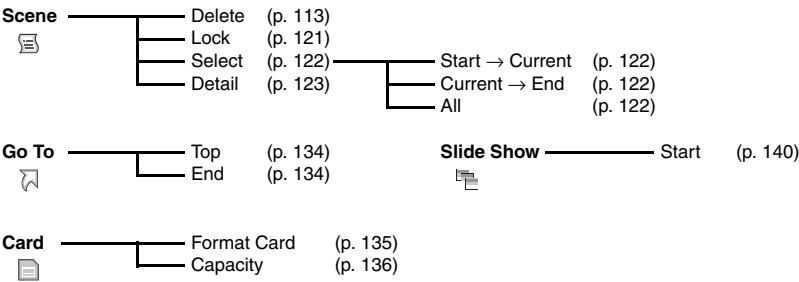 Scene Delete (p. 113)
Lock (p. 121)
Select (p. 122) Start → Current (p. 122)
Detail (p. 123) Current → End (p. 122)
All (p. 122)
Go To Top (p. 134) Slide Show Start (p. 140)
End (p. 134)
Card Format Card (p. 135)
Capacity (p. 136)